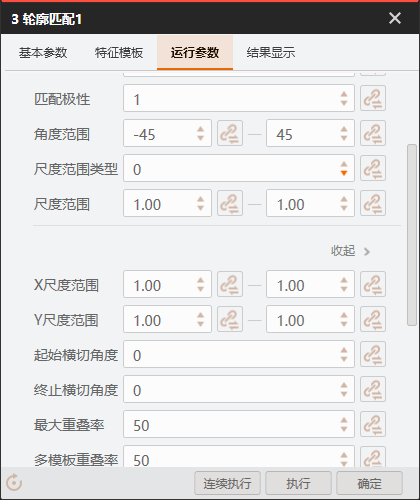 3 轮廓匹配1
基本参数 特征模板 运行参数 结果显示
匹配极性 1
角度范围 -45 — 45
尺度范围类型 0
尺度范围 1.00 — 1.00
收起
X尺度范围 1.00 — 1.00
Y尺度范围 1.00 — 1.00
起始横切角度 0
终止横切角度 0
最大重叠率 50
多模板重叠率 50
连续执行 执行 确定